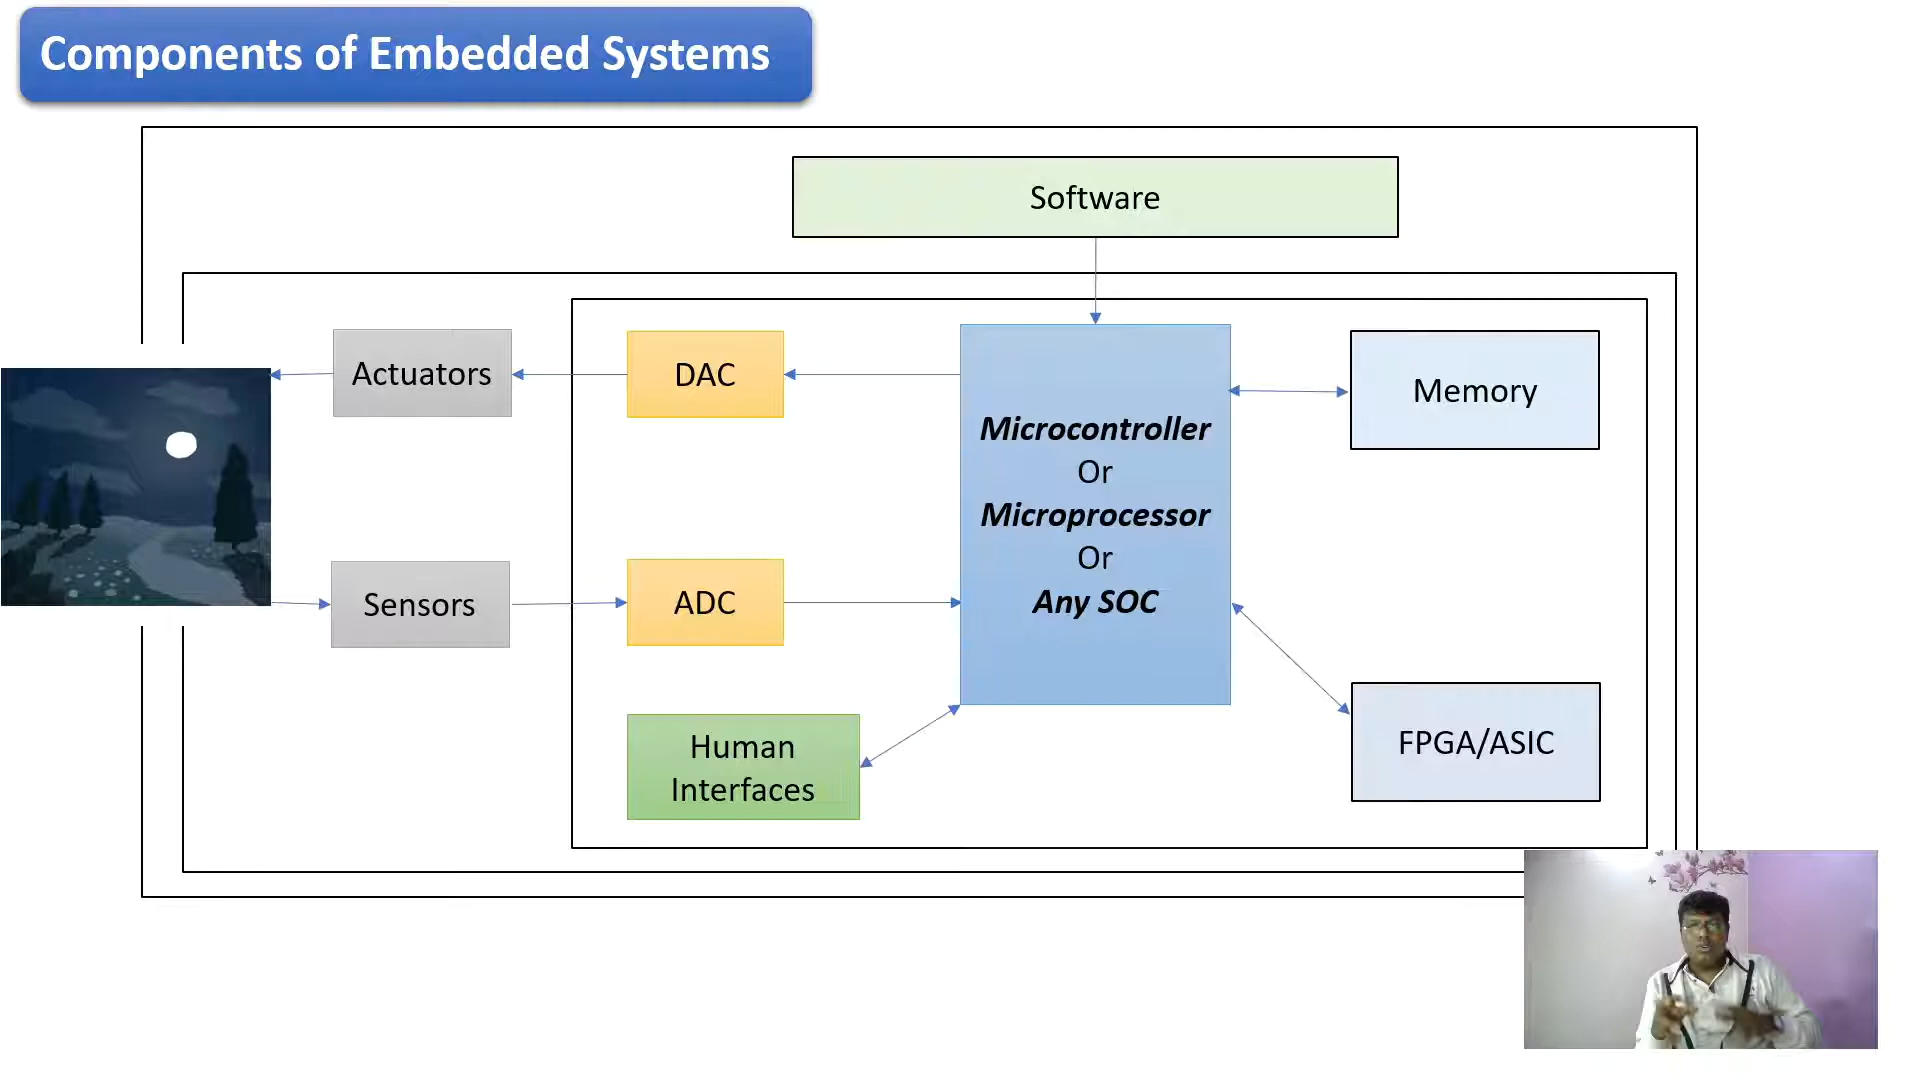 Components of Embedded Systems
Software
Actuators
DAC
Microcontroller
Or
Microprocessor
Or
Any SOC
Memory
Sensors
ADC
Human
Interfaces
FPGA/ASIC